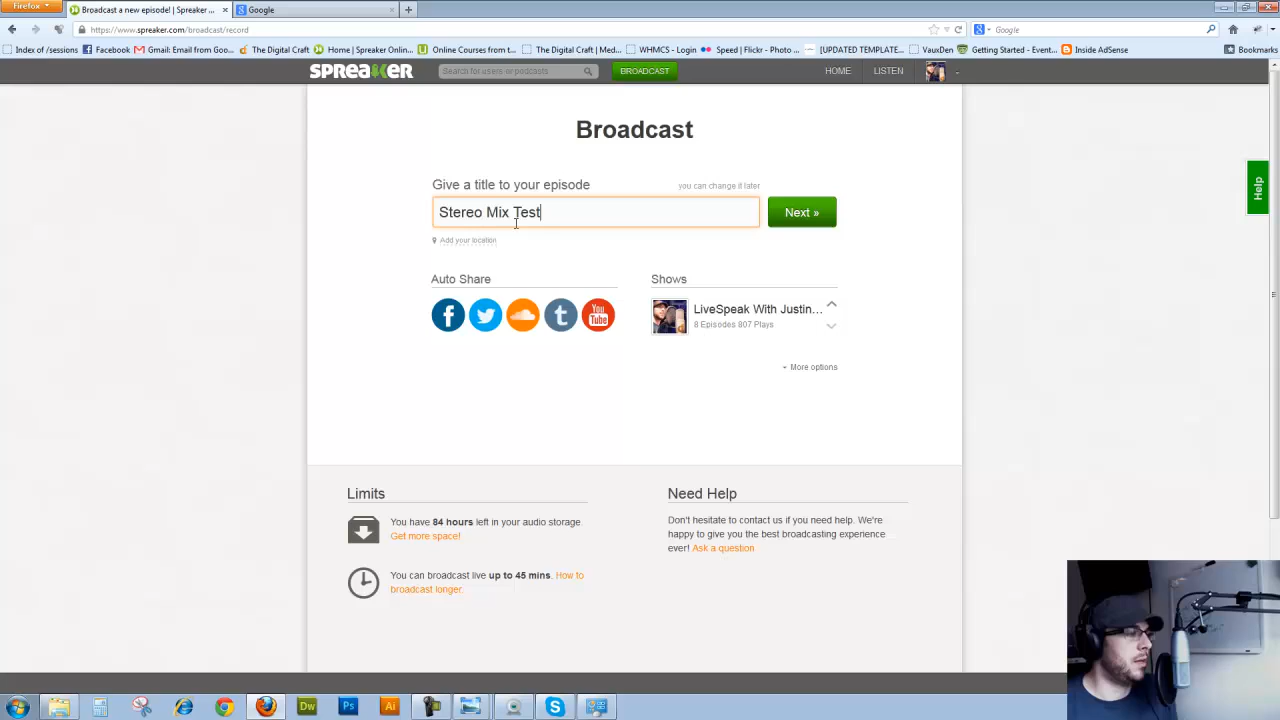 Firefox
Broadcast a new episode! | Spreaker ...
Google
https://www.spreaker.com/broadcast/record
Google
Index of /sessions
Facebook
Gmail: Email from Goo...
The Digital Craft
Home | Spreaker Onlin...
Online Courses from t...
The Digital Craft | Med...
WHMCS - Login
Speed | Flickr - Photo ...
[UPDATED TEMPLATE...
VauxDen
Getting Started - Event...
Inside AdSense
Bookmarks
SPREAKER
Search for users or podcasts
BROADCAST
HOME
LISTEN
Broadcast
Help
Give a title to your episode
you can change it later
Stereo Mix Test
Next »
Add your location
Auto Share
Shows
f
t
You Tube
LiveSpeak With Justin...
8 Episodes 807 Plays
More options
Limits
Need Help
You have 84 hours left in your audio storage.
Get more space!
Don't hesitate to contact us if you need help. We're
happy to give you the best broadcasting experience
ever! Ask a question
You can broadcast live up to 45 mins. How to
broadcast longer.
Dw
Ps
Ai